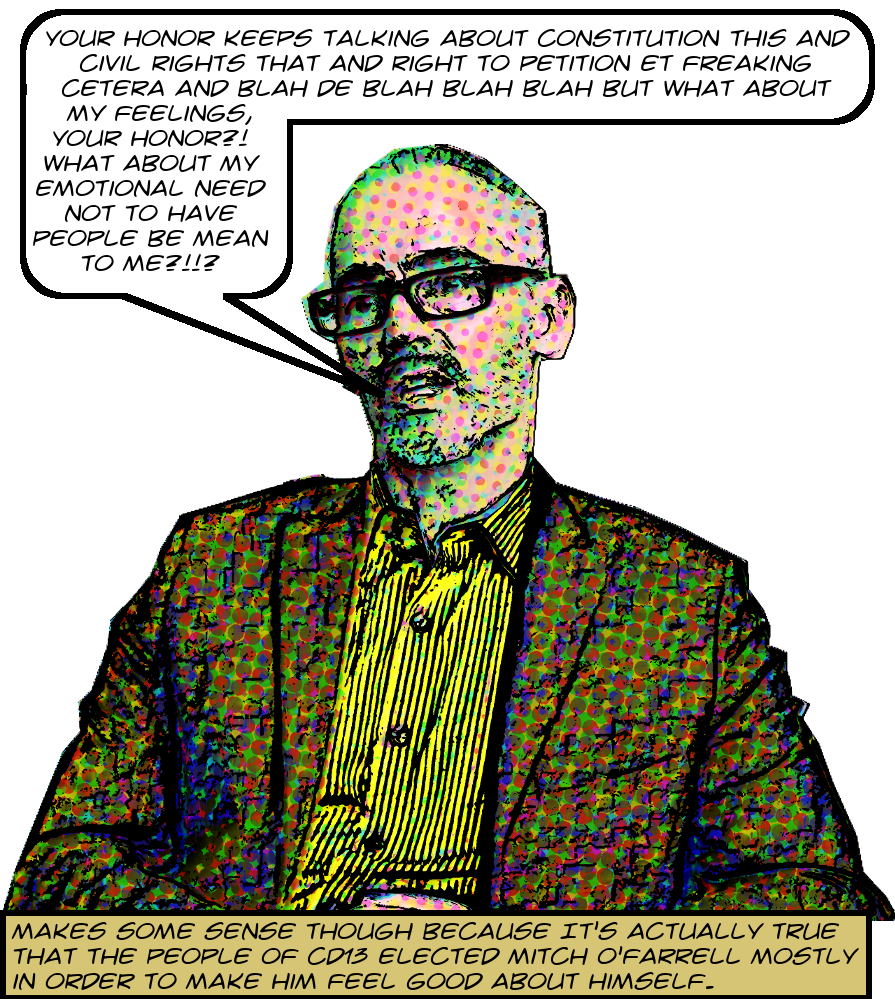 YOUR HONOR KEEPS TALKING ABOUT CONSTITUTION THIS AND
CIVIL RIGHTS THAT AND RIGHT TO PETITION ET FREAKING
CETERA AND BLAH DE BLAH BLAH BLAH BUT WHAT ABOUT
MY FEELINGS,
YOUR HONOR?!
WHAT ABOUT MY
EMOTIONAL NEED
NOT TO HAVE
PEOPLE BE MEAN
TO ME?!!?
MAKES SOME SENSE THOUGH BECAUSE IT'S ACTUALLY TRUE
THAT THE PEOPLE OF CD13 ELECTED MITCH O'FARRELL MOSTLY
IN ORDER TO MAKE HIM FEEL GOOD ABOUT HIMSELF.